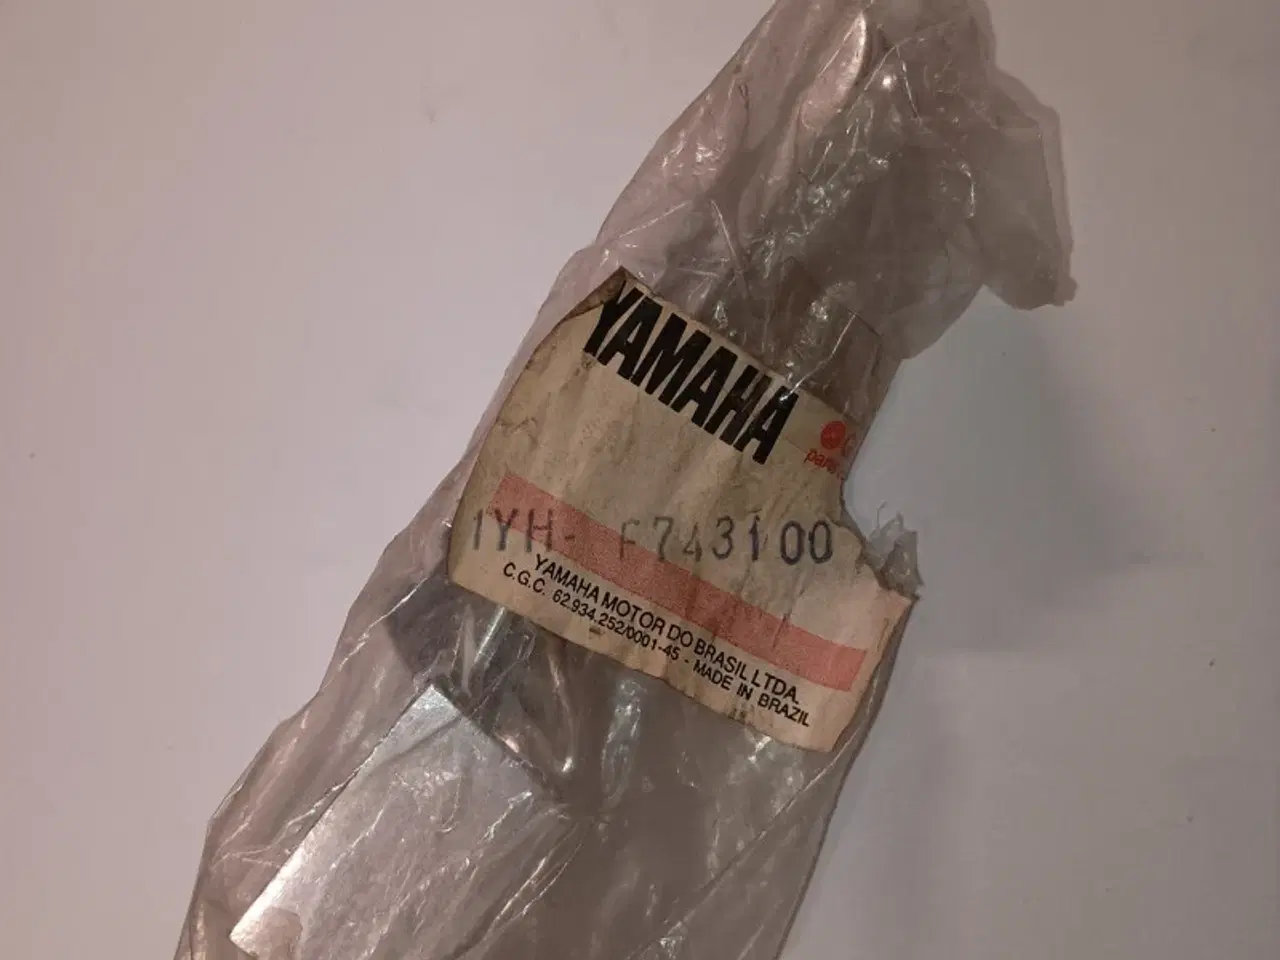 YAMAHA
1YH- F743100
YAMAHA MOTOR DO BRASIL LTDA.
C.G.C. 62.934.252/0001-45 - MADE IN BRAZIL